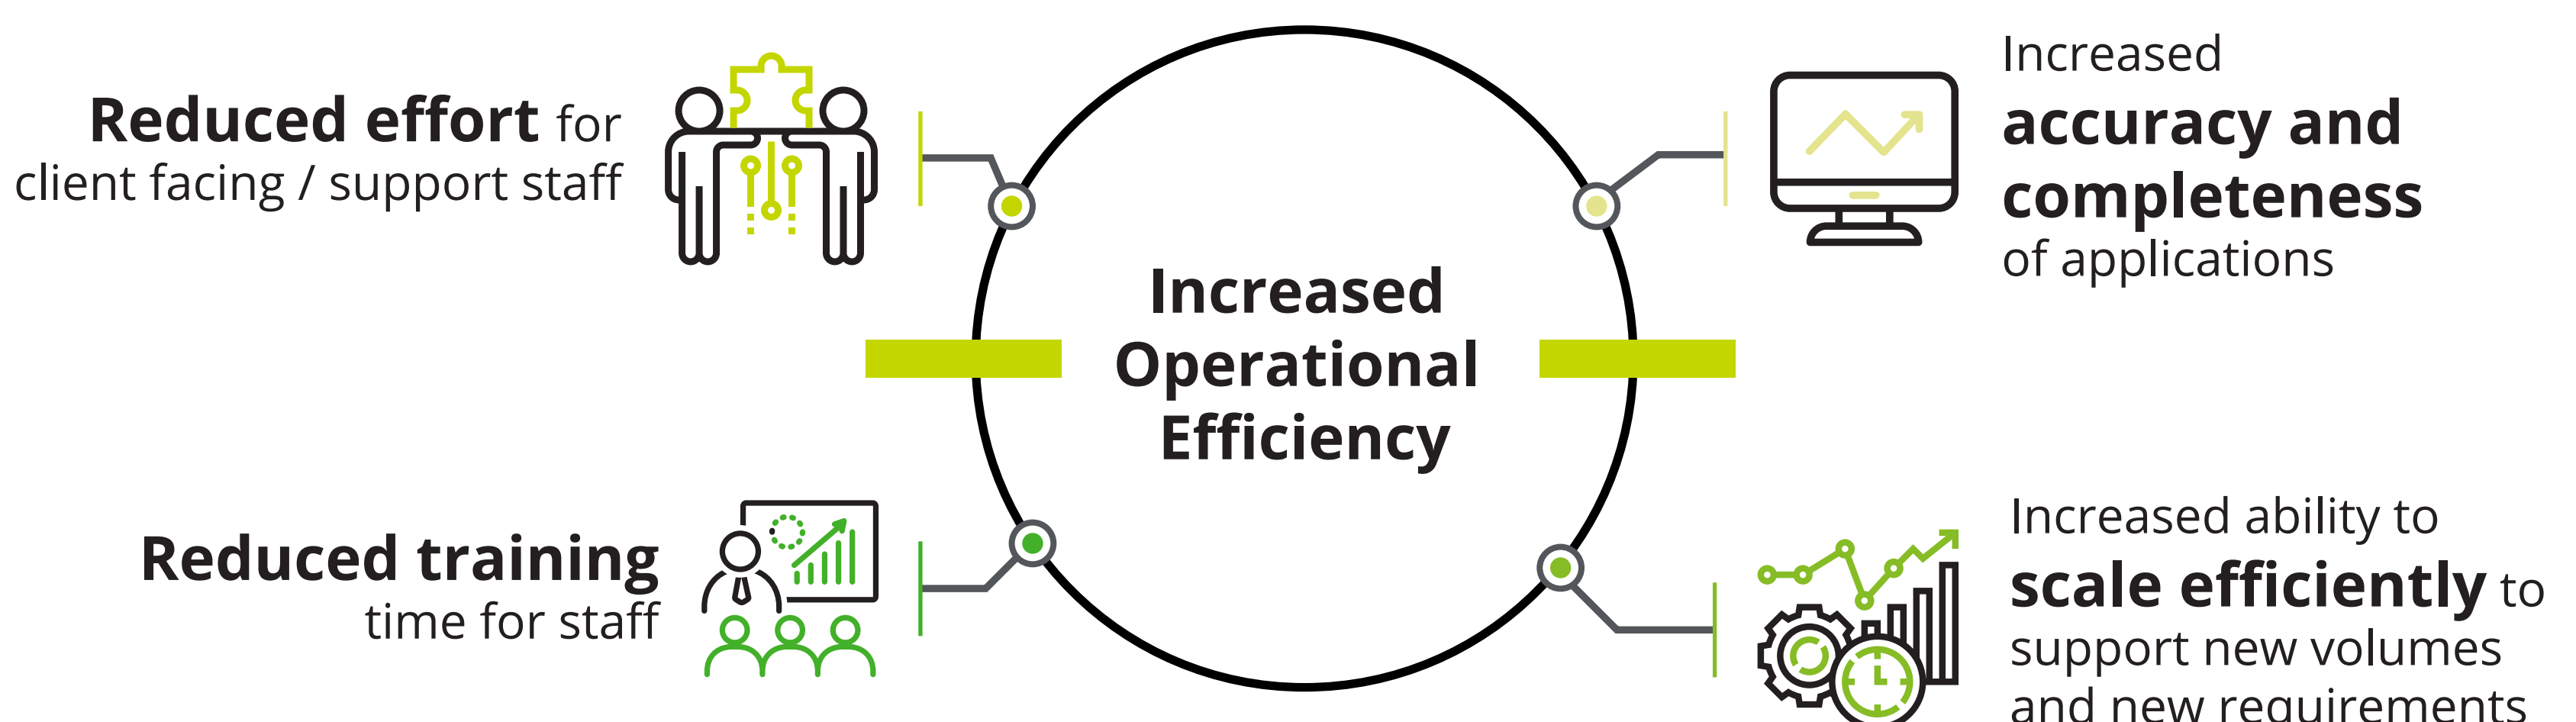 Reduced effort for
client facing / support staff
Increased
accuracy and
completeness
of applications
Increased
Operational
Efficiency
Reduced training
time for staff
Increased ability to
scale efficiently to
support new volumes
and new requirements